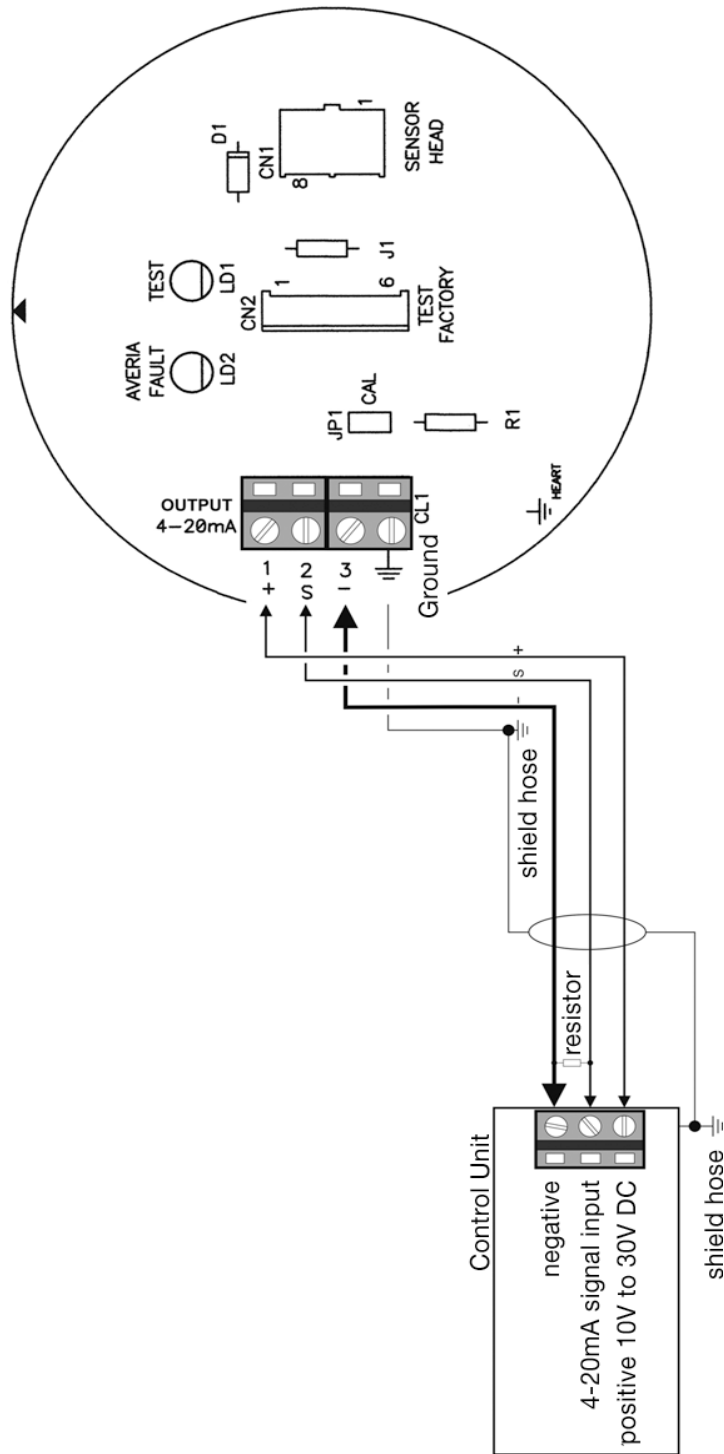 D1
CN1
8
1
SENSOR
HEAD
TEST
LD1
J1
CN2
1
6
TEST
FACTORY
AVERIA
FAULT
LD2
JP1
CAL
R1
OUTPUT
4-20mA
CL1
HEART
1
+
2
S
3
-
Ground
+
s
-
shield hose
resistor
Control Unit
negative
4-20mA signal input
positive 10V to 30V DC
shield hose